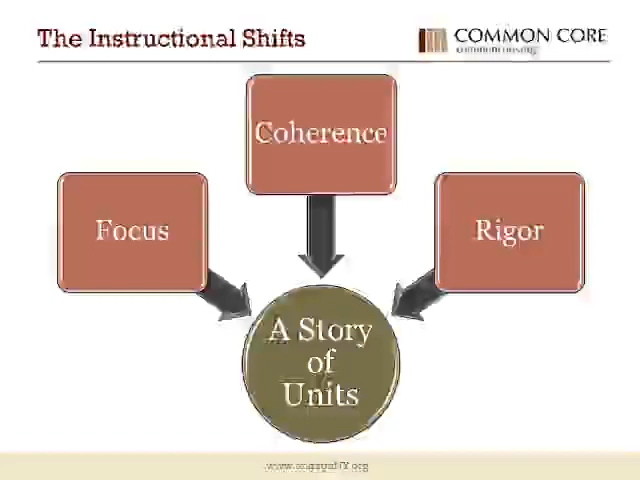 The Instructional Shifts
COMMON CORE
Coherence
Focus
Rigor
A Story
of
Units